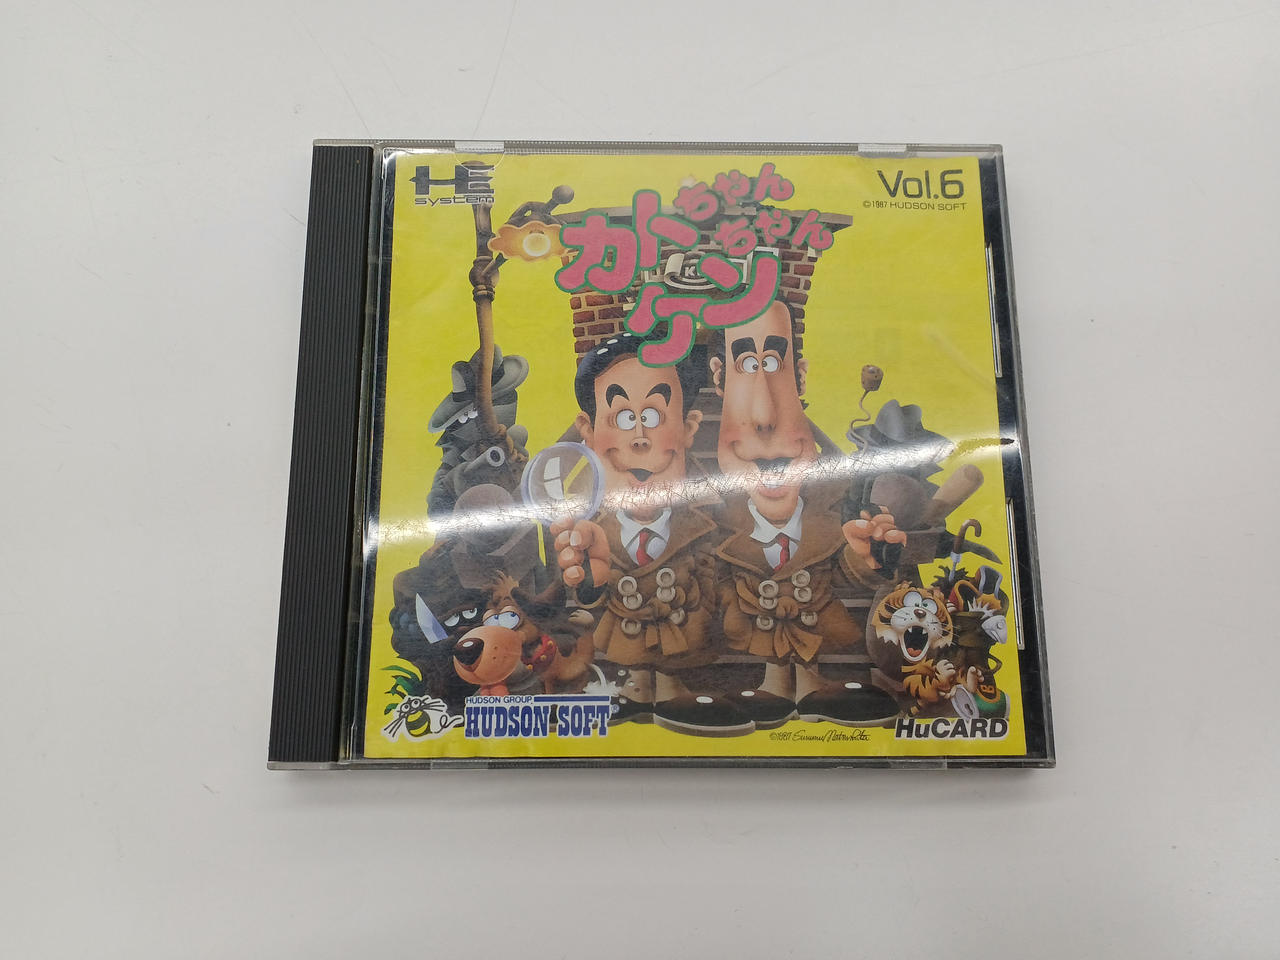 HE
system
Vol.6
©1987 HUDSON SOFT
カトちゃん
ケンちゃん
K
HUDSON GROUP
HUDSON SOFT®
©1987
HuCARD